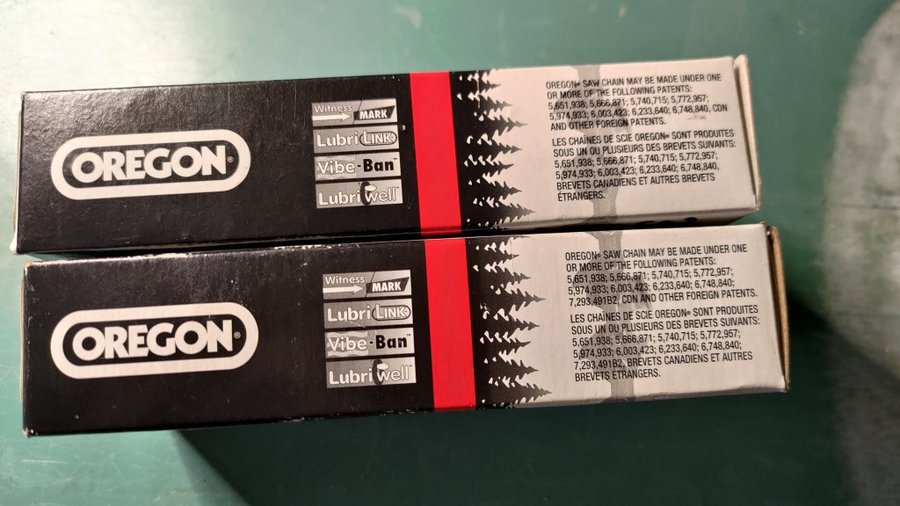 OREGON®
Witness
MARK
LubriLINK™
Vibe-Ban™
Lubriwell™
OREGON® SAW CHAIN MAY BE MADE UNDER ONE
OR MORE OF THE FOLLOWING PATENTS:
5,651,938; 5,666,871; 5,740,715; 5,772,957;
5,974,933; 6,003,423; 6,233,640; 6,748,840, CDN
AND OTHER FOREIGN PATENTS.
LES CHAÎNES DE SCIE OREGON® SONT PRODUITES
SOUS UN OU PLUSIEURS DES BREVETS SUIVANTS:
5,651,938; 5,666,871; 5,740,715; 5,772,957;
5,974,933; 6,003,423; 6,233,640; 6,748,840,
BREVETS CANADIENS ET AUTRES BREVETS
ÉTRANGERS.
OREGON®
Witness
MARK
LubriLINK™
Vibe-Ban™
Lubriwell™
OREGON® SAW CHAIN MAY BE MADE UNDER ONE
OR MORE OF THE FOLLOWING PATENTS:
5,651,938; 5,666,871; 5,740,715; 5,772,957;
5,974,933; 6,003,423; 6,233,640; 6,748,840;
7,293,491B2, CDN AND OTHER FOREIGN PATENTS.
LES CHAÎNES DE SCIE OREGON® SONT PRODUITES
SOUS UN OU PLUSIEURS DES BREVETS SUIVANTS:
5,651,938; 5,666,871; 5,740,715; 5,772,957;
5,974,933; 6,003,423; 6,233,640; 6,748,840;
7,293,491B2, BREVETS CANADIENS ET AUTRES
BREVETS ÉTRANGERS.